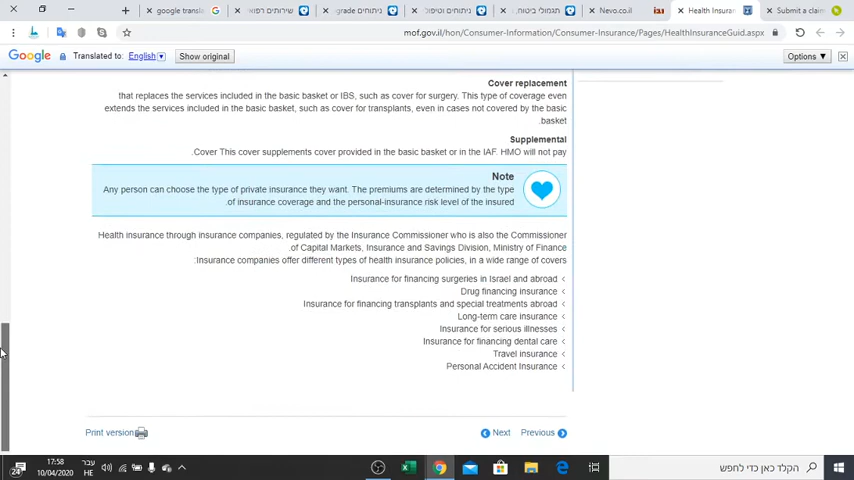 google transl
שירותים רפוא
ניתוחים grade
ניתוחים וטיפול
תגמולי ביטוח
Nevo.co.il
Health Insuran
Submit a claim
mof.gov.il/hon/Consumer-Information/Consumer-Insurance/Pages/HealthInsuranceGuid.aspx
Google Translated to: English Show original Options ▼
Cover replacement
that replaces the services included in the basic basket or IBS, such as cover for surgery. This type of coverage even
extends the services included in the basic basket, such as cover for transplants, even in cases not covered by the basic
.basket
Supplemental
.Cover This cover supplements cover provided in the basic basket or in the IAF. HMO will not pay
Note
Any person can choose the type of private insurance they want. The premiums are determined by the type
.of insurance coverage and the personal-insurance risk level of the insured
Health insurance through insurance companies, regulated by the Insurance Commissioner who is also the Commissioner
.of Capital Markets, Insurance and Savings Division, Ministry of Finance
:Insurance companies offer different types of health insurance policies, in a wide range of covers
Insurance for financing surgeries in Israel and abroad
Drug financing insurance
Insurance for financing transplants and special treatments abroad
Long-term care insurance
Insurance for serious illnesses
Insurance for financing dental care
Travel insurance
Personal Accident Insurance
Print version
Next Previous
17:58
10/04/2020
עבר
HE
24
הקלד כאן כדי לחפש